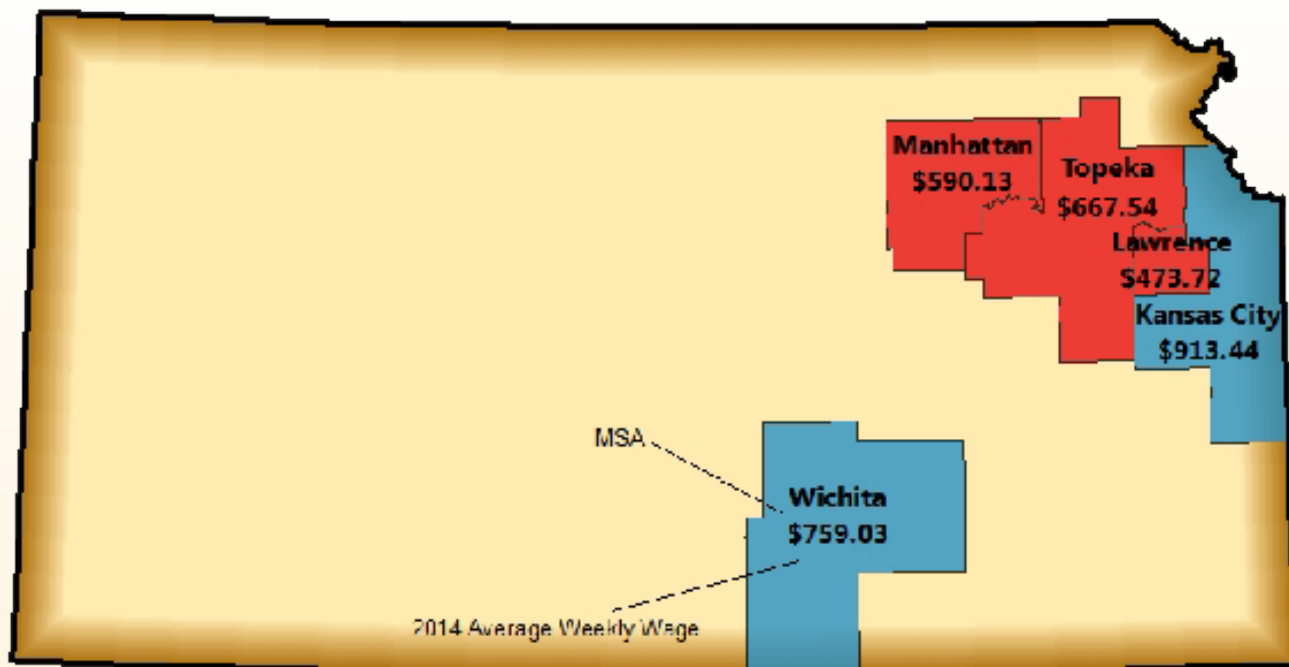 Manhattan
$590.13
Topeka
$667.54
Lawrence
$473.72
Kansas City
$913.44
MSA
Wichita
$759.03
2014 Average Weekly Wage